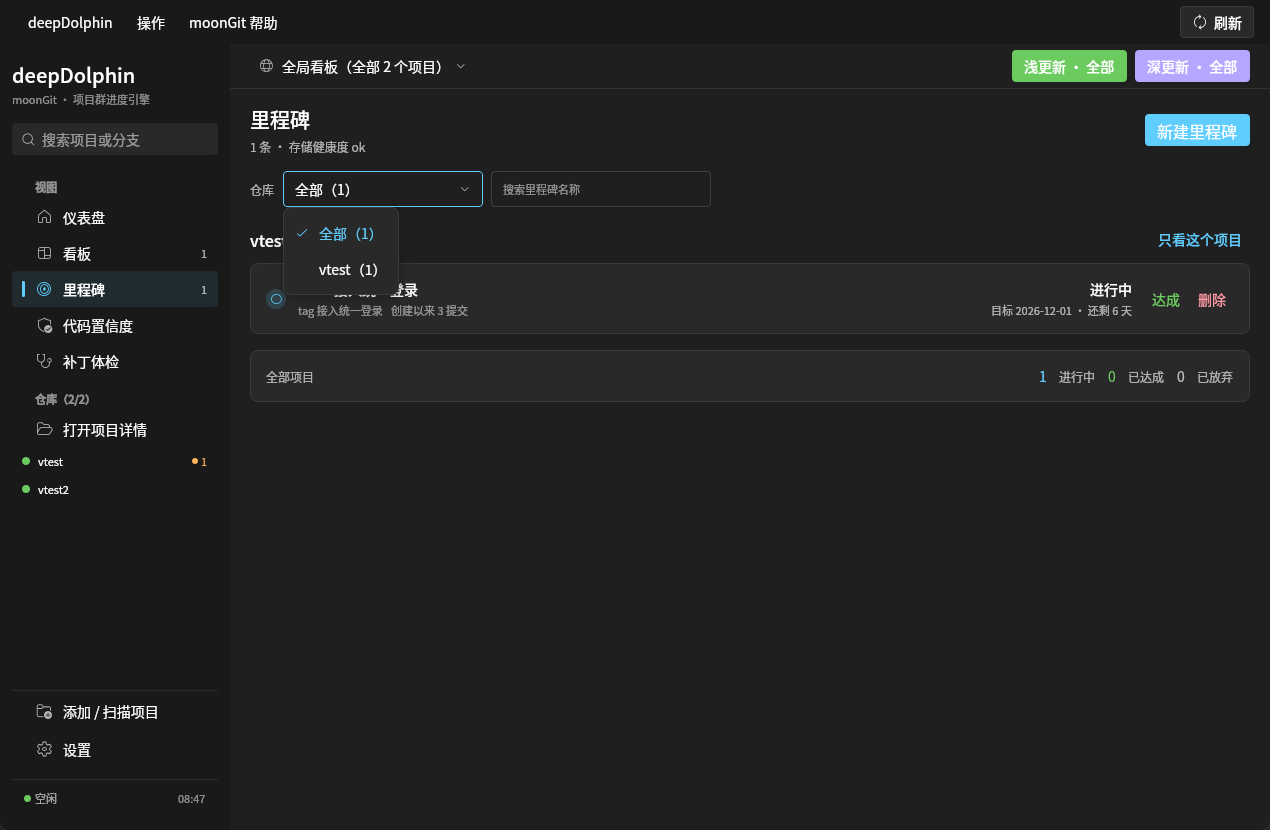 deepDolphin 操作 moonGit 帮助 刷新
deepDolphin
moonGit · 项目群进度引擎
搜索项目或分支
视图
仪表盘
看板 1
里程碑 1
代码置信度
补丁体检
仓库（2/2）
打开项目详情
vtest 1
vtest2
添加 / 扫描项目
设置
空闲 08:47
全局看板（全部 2 个项目） 浅更新 · 全部 深更新 · 全部
里程碑
1 条 · 存储健康度 ok
新建里程碑
仓库 全部（1） 搜索里程碑名称
全部（1）
vtest（1）
只看这个项目
登录
tag 接入统一登录 创建以来 3 提交
进行中
目标 2026-12-01 · 还剩 6 天
达成 删除
全部项目 1 进行中 0 已达成 0 已放弃